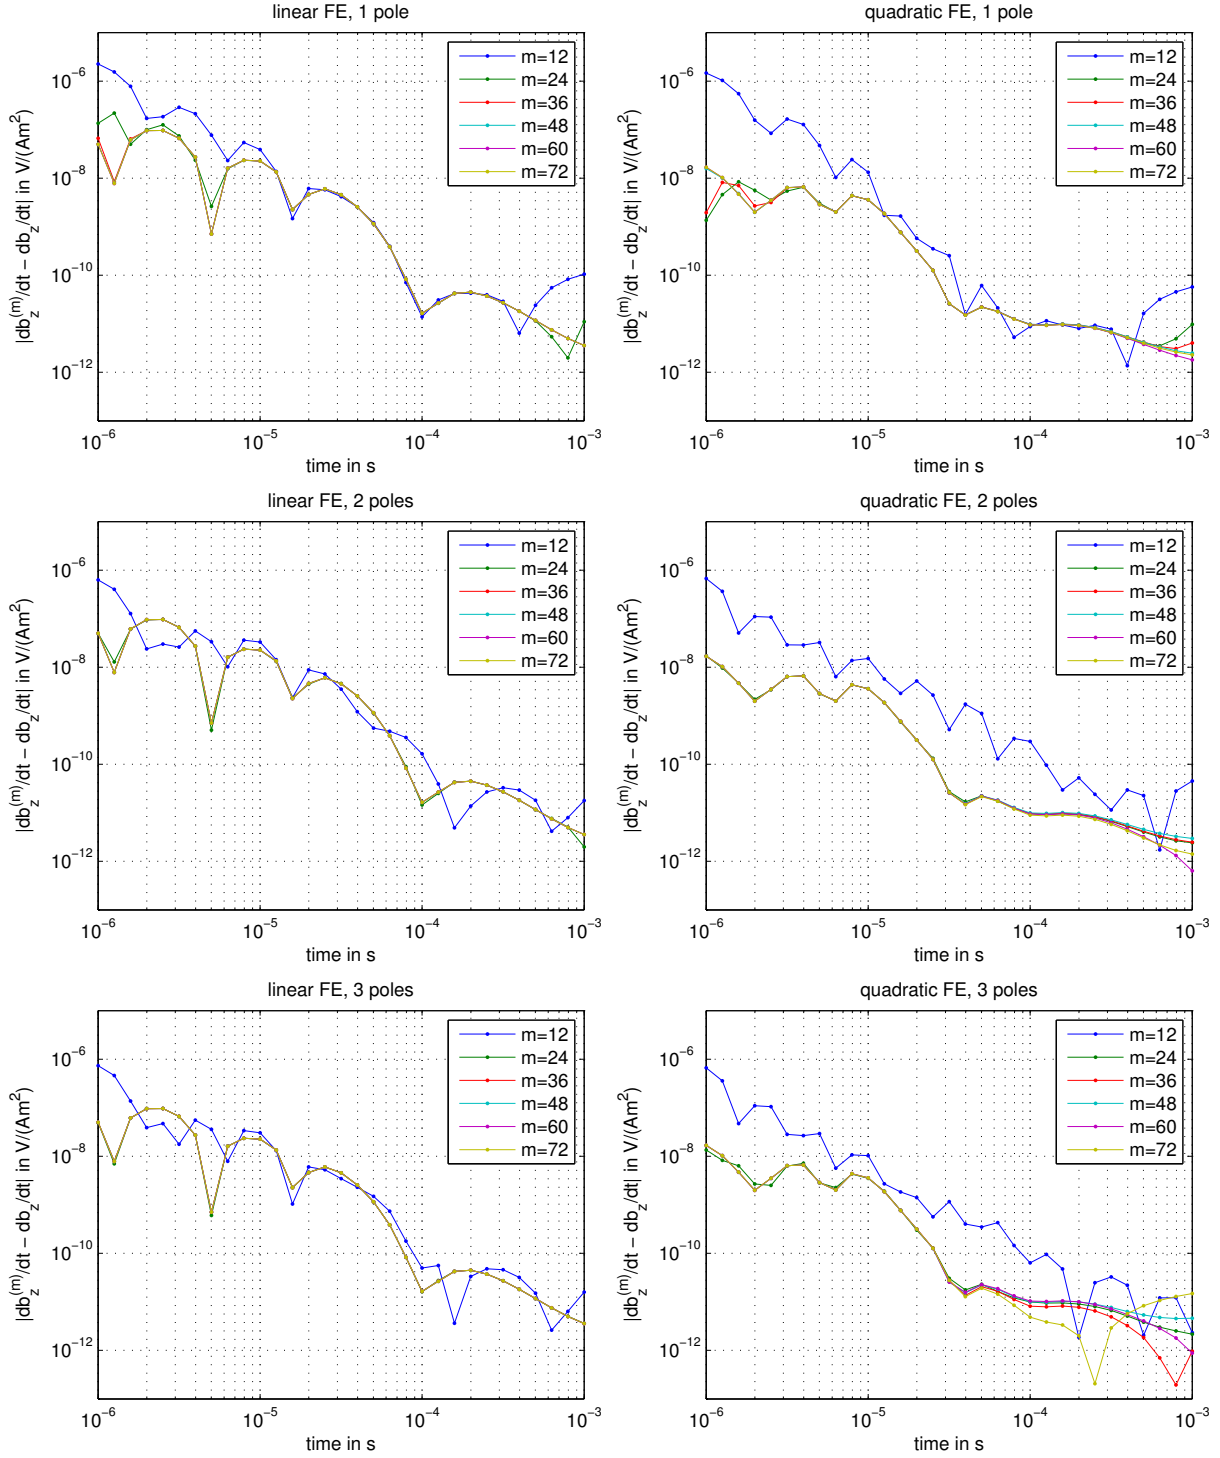 linear FE, 1 pole
|db_z^(m)/dt − db_z/dt| in V/(Am^2)
10^−6
10^−8
10^−10
10^−12
m=12
m=24
m=36
m=48
m=60
m=72
10^−6 10^−5 10^−4 10^−3
time in s
quadratic FE, 1 pole
|db_z^(m)/dt − db_z/dt| in V/(Am^2)
10^−6
10^−8
10^−10
10^−12
m=12
m=24
m=36
m=48
m=60
m=72
10^−6 10^−5 10^−4 10^−3
time in s
linear FE, 2 poles
|db_z^(m)/dt − db_z/dt| in V/(Am^2)
10^−6
10^−8
10^−10
10^−12
m=12
m=24
m=36
m=48
m=60
m=72
10^−6 10^−5 10^−4 10^−3
time in s
quadratic FE, 2 poles
|db_z^(m)/dt − db_z/dt| in V/(Am^2)
10^−6
10^−8
10^−10
10^−12
m=12
m=24
m=36
m=48
m=60
m=72
10^−6 10^−5 10^−4 10^−3
time in s
linear FE, 3 poles
|db_z^(m)/dt − db_z/dt| in V/(Am^2)
10^−6
10^−8
10^−10
10^−12
m=12
m=24
m=36
m=48
m=60
m=72
10^−6 10^−5 10^−4 10^−3
time in s
quadratic FE, 3 poles
|db_z^(m)/dt − db_z/dt| in V/(Am^2)
10^−6
10^−8
10^−10
10^−12
m=12
m=24
m=36
m=48
m=60
m=72
10^−6 10^−5 10^−4 10^−3
time in s